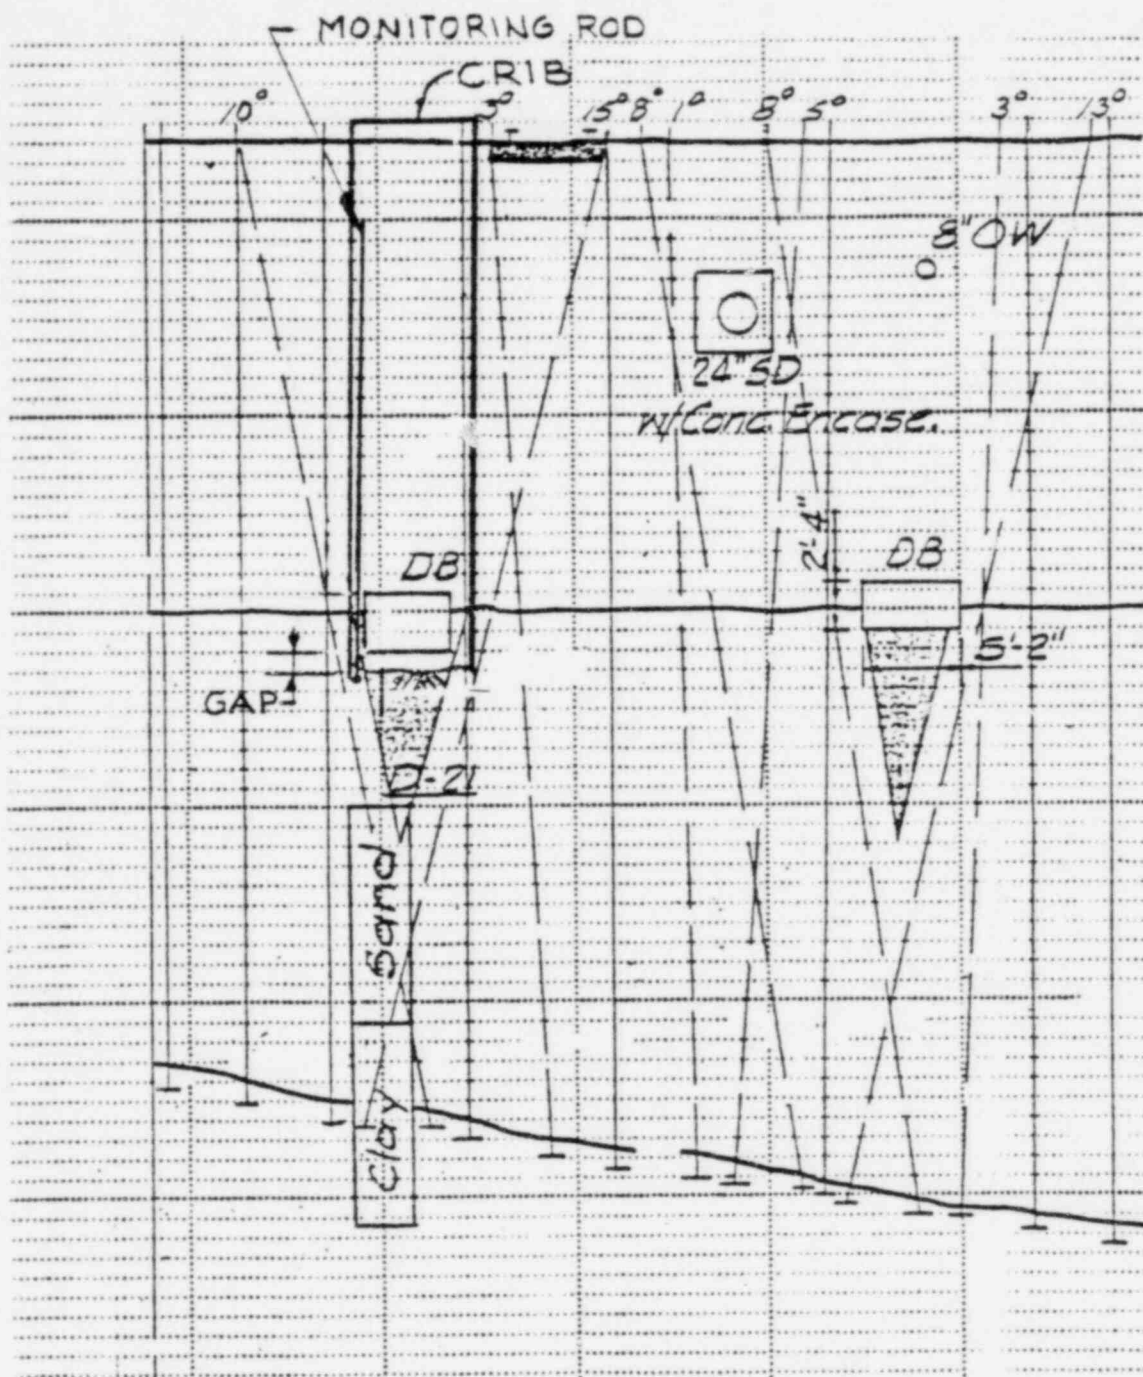 MONITORING ROD
CRIB
10° 3° 15° 8° 1° 8° 5° 3° 13°
8"OW
24"SD
w/Conc. Encase.
2'-4"
DB
DB
5'-2"
GAP
D-21
Sand
Clay